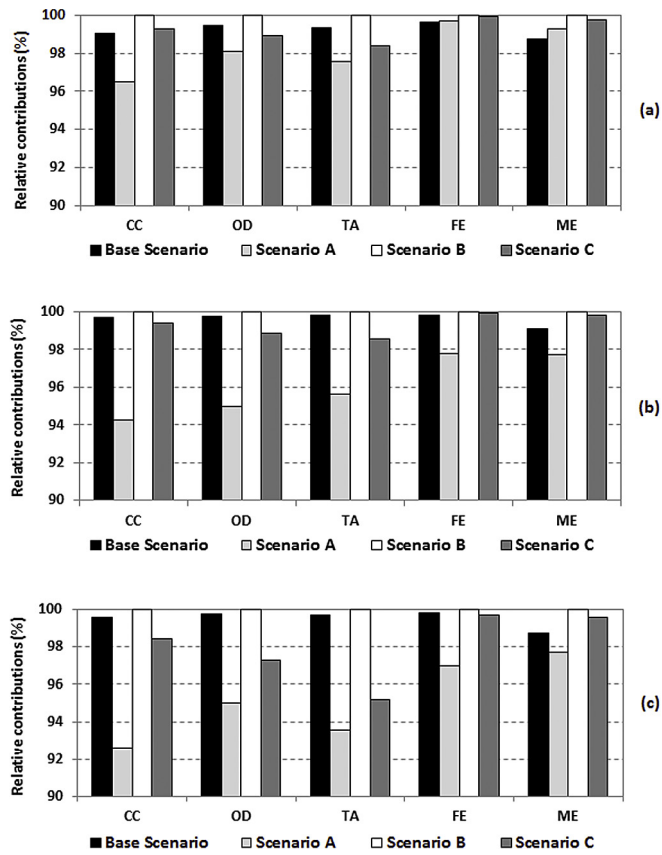 Relative contributions (%)
100
98
96
94
92
90
CC OD TA FE ME
Base Scenario Scenario A Scenario B Scenario C
(a)
Relative contributions (%)
100
98
96
94
92
90
CC OD TA FE ME
Base Scenario Scenario A Scenario B Scenario C
(b)
Relative contributions (%)
100
98
96
94
92
90
CC OD TA FE ME
Base Scenario Scenario A Scenario B Scenario C
(c)